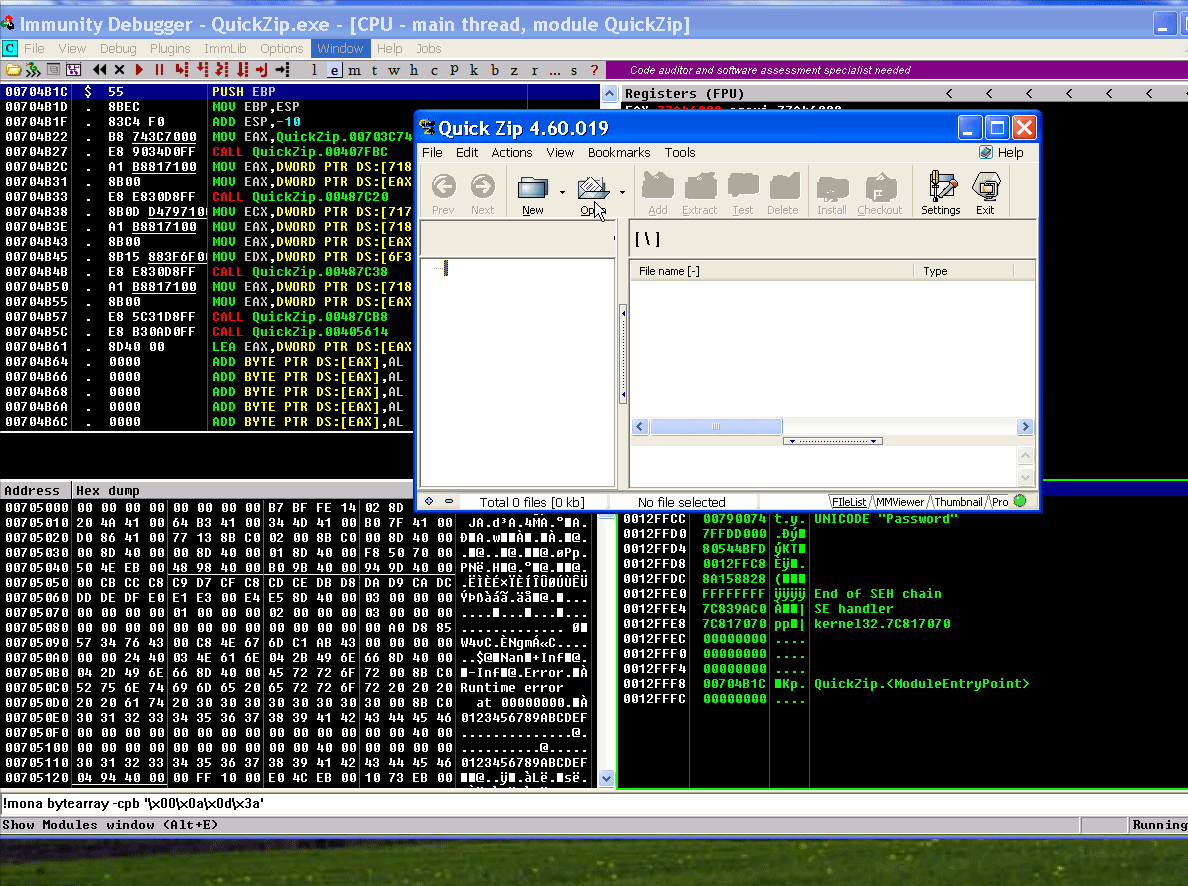 Immunity Debugger - QuickZip.exe - [CPU - main thread, module QuickZip]
C File View Debug Plugins ImmLib Options Window Help Jobs
l e m t w h c P k b z r ... s ?
Code auditor and software assessment specialist needed
00704B1C $ 55 PUSH EBP
00704B1D . 8BEC MOV EBP,ESP
00704B1F . 83C4 F0 ADD ESP,-10
00704B22 . B8 743C7000 MOV EAX,QuickZip.00703C74
00704B27 . E8 9034D0FF CALL QuickZip.00407FBC
00704B2C . A1 B8817100 MOV EAX,DWORD PTR DS:[718
00704B31 . 8B00 MOV EAX,DWORD PTR DS:[EAX
00704B33 . E8 E830D8FF CALL QuickZip.00487C20
00704B38 . 8B0D D4797100 MOV ECX,DWORD PTR DS:[717
00704B3E . A1 B8817100 MOV EAX,DWORD PTR DS:[718
00704B43 . 8B00 MOV EAX,DWORD PTR DS:[EAX
00704B45 . 8B15 883F6F00 MOV EDX,DWORD PTR DS:[6F3
00704B4B . E8 E830D8FF CALL QuickZip.00487C38
00704B50 . A1 B8817100 MOV EAX,DWORD PTR DS:[718
00704B55 . 8B00 MOV EAX,DWORD PTR DS:[EAX
00704B57 . E8 5C31D8FF CALL QuickZip.00487CB8
00704B5C . E8 B30AD0FF CALL QuickZip.00405614
00704B61 . 8D40 00 LEA EAX,DWORD PTR DS:[EAX
00704B64 . 0000 ADD BYTE PTR DS:[EAX],AL
00704B66 . 0000 ADD BYTE PTR DS:[EAX],AL
00704B68 . 0000 ADD BYTE PTR DS:[EAX],AL
00704B6A . 0000 ADD BYTE PTR DS:[EAX],AL
00704B6C . 0000 ADD BYTE PTR DS:[EAX],AL
Registers (FPU) < < < < < < <
Quick Zip 4.60.019
File Edit Actions View Bookmarks Tools Help
Prev Next New Add Extract Test Delete Install Checkout Settings Exit
[ \ ]
File name [-] Type
Total 0 files [0 kb] No file selected FIleList MMViewer Thumbnail Pro
Address Hex dump
00705000 00 00 00 00 00 00 00 00 B7 BF FE 14 02 8D
00705010 20 4A 41 00 64 B3 41 00 34 4D 41 00 B0 7F 41 00
00705020 D0 86 41 00 77 13 8B C0 02 00 8B C0 00 8D 40 00
00705030 00 8D 40 00 00 8D 40 00 01 8D 40 00 F8 50 70 00
00705040 50 4E EB 00 48 98 40 00 B0 9B 40 00 94 9C 40 00
00705050 00 CB CC C8 C9 D7 CF C8 CD CE DB D8 DA D9 CA DC
00705060 DD DE DF E0 E1 E3 00 E4 E5 8D 40 00 03 00 00 00
00705070 00 00 00 00 01 00 00 00 02 00 00 00 03 00 00 00
00705080 00 00 00 00 00 00 00 00 00 00 00 00 00 A0 D8 85
00705090 57 34 76 43 00 C8 4E 67 6D C1 AB 43 00 00 00 00
007050A0 00 00 24 40 03 4E 61 6E 04 2B 49 6E 66 8D 40 00
007050B0 04 2D 49 6E 66 8D 40 00 45 72 72 6F 72 00 8B C0
007050C0 52 75 6E 74 69 6D 65 20 65 72 72 6F 72 20 20 20 Runtime error
007050D0 20 20 61 74 20 30 30 30 30 30 30 30 30 00 8B C0
007050E0 30 31 32 33 34 35 36 37 38 39 41 42 43 44 45 46 0123456789ABCDEF
007050F0 00 00 00 00 00 00 00 00 00 00 00 00 00 00 40 00 ..............@.
00705100 00 00 00 00 00 00 00 00 00 00 40 00 00 00 00 00 ..........@.....
00705110 30 31 32 33 34 35 36 37 38 39 41 42 43 44 45 46 0123456789ABCDEF
00705120 04 94 40 00 00 FF 10 00 E0 4C EB 00 10 73 EB 00
0012FFCC 00790074 t.y. UNICODE "Password"
0012FFD0 7FFDD000
0012FFD4 80544BFD
0012FFD8 0012FFC8
0012FFDC 8A158828
0012FFE0 FFFFFFFF ÿÿÿÿ End of SEH chain
0012FFE4 7C839AC0 SE handler
0012FFE8 7C817070 kernel32.7C817070
0012FFEC 00000000 ....
0012FFF0 00000000 ....
0012FFF4 00000000 ....
0012FFF8 00704B1C QuickZip.<ModuleEntryPoint>
0012FFFC 00000000 ....
!mona bytearray -cpb '\x00\x0a\x0d\x3a'
Show Modules window (Alt+E) Running